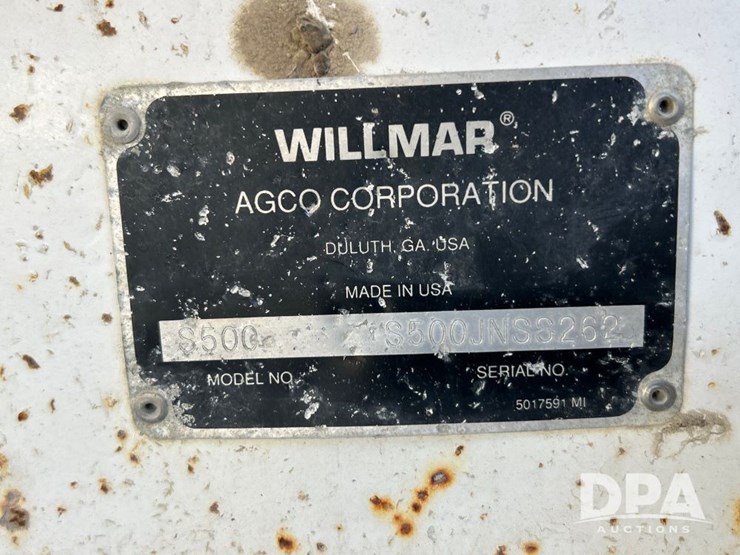 WILLMAR®
AGCO CORPORATION
DULUTH, GA. USA
MADE IN USA
S500 S500JNSS262
MODEL NO. SERIAL NO.
5017591 MI
DPA
AUCTIONS